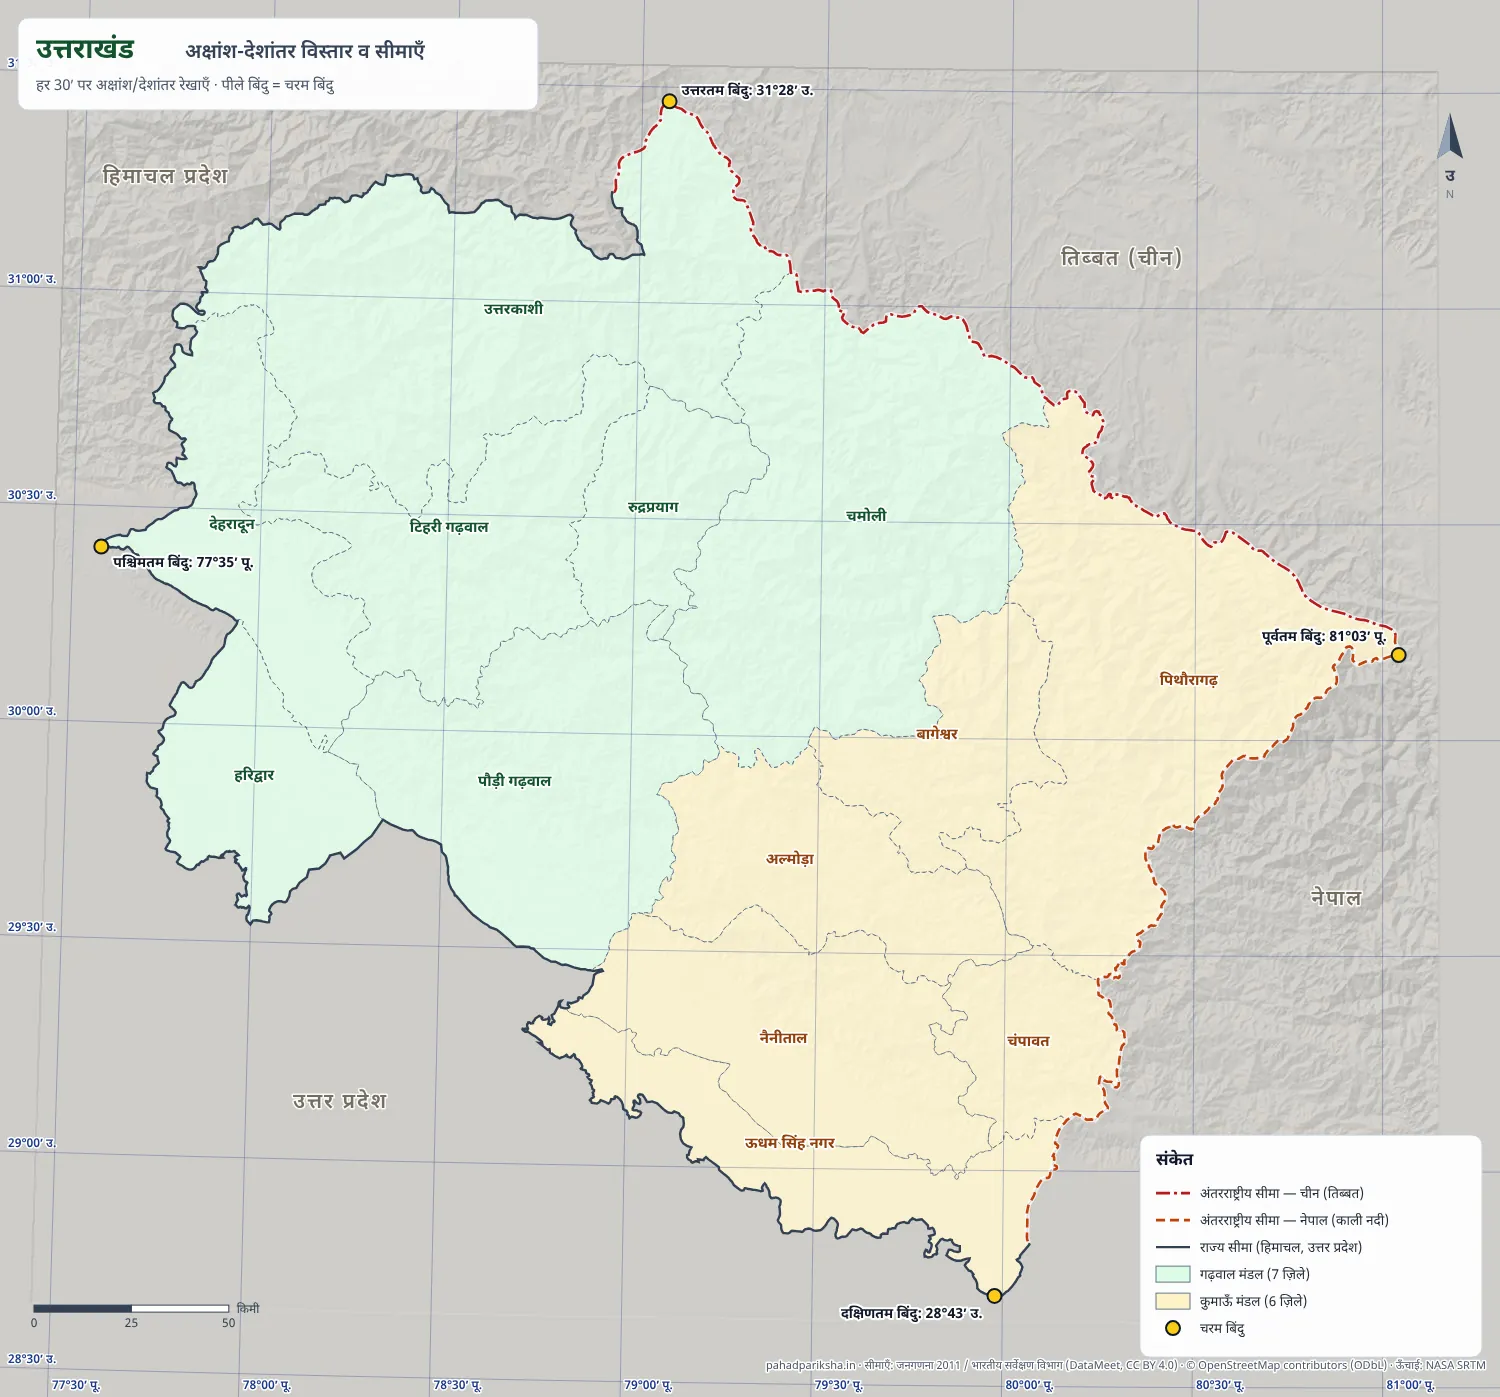 उत्तराखंड अक्षांश-देशांतर विस्तार व सीमाएँ
हर 30′ पर अक्षांश/देशांतर रेखाएँ · पीले बिंदु = चरम बिंदु
उत्तरतम बिंदु: 31°28′ उ.
हिमाचल प्रदेश
उ
N
तिब्बत (चीन)
31°00′ उ.
उत्तरकाशी
30°30′ उ.
रुद्रप्रयाग
चमोली
देहरादून
टिहरी गढ़वाल
पश्चिमतम बिंदु: 77°35′ पू.
पूर्वतम बिंदु: 81°03′ पू.
पिथौरागढ़
30°00′ उ.
बागेश्वर
हरिद्वार
पौड़ी गढ़वाल
अल्मोड़ा
नेपाल
29°30′ उ.
नैनीताल
चंपावत
उत्तर प्रदेश
29°00′ उ.
ऊधम सिंह नगर
संकेत
अंतरराष्ट्रीय सीमा — चीन (तिब्बत)
अंतरराष्ट्रीय सीमा — नेपाल (काली नदी)
राज्य सीमा (हिमाचल, उत्तर प्रदेश)
गढ़वाल मंडल (7 ज़िले)
कुमाऊँ मंडल (6 ज़िले)
चरम बिंदु
दक्षिणतम बिंदु: 28°43′ उ.
किमी
0 25 50
28°30′ उ.
pahadpariksha.in · सीमाएँ: जनगणना 2011 / भारतीय सर्वेक्षण विभाग (DataMeet, CC BY 4.0) · © OpenStreetMap contributors (ODbL) · ऊँचाई: NASA SRTM
77°30′ पू. 78°00′ पू. 78°30′ पू. 79°00′ पू. 79°30′ पू. 80°00′ पू. 80°30′ पू. 81°00′ पू.